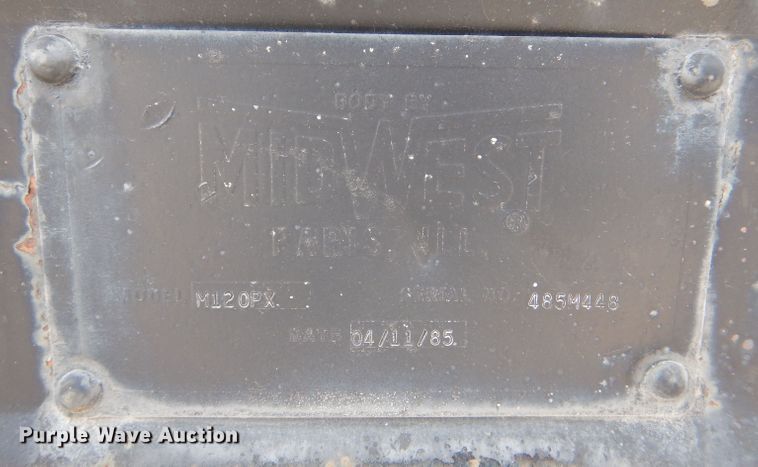 BODY BY
MIDWEST
®
PARIS, ILL.
MODEL M120PX SERIAL NO. 485M448
DATE 04/11/85
Purple Wave Auction